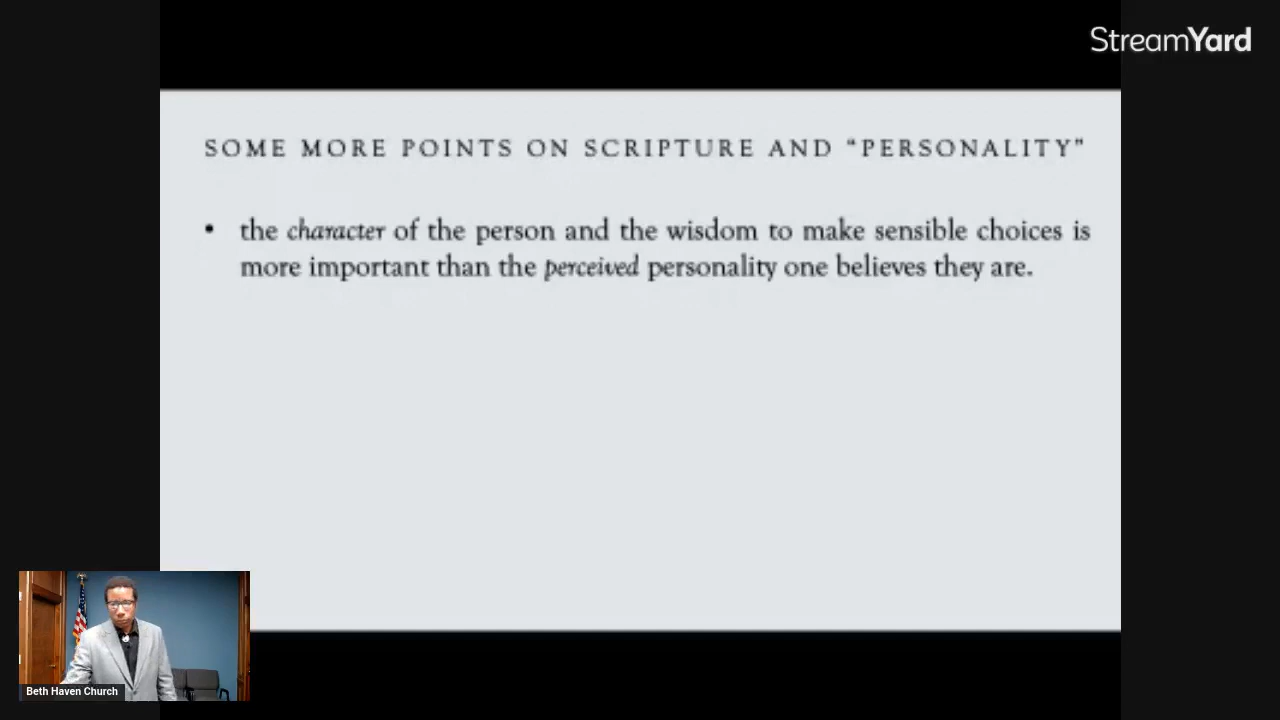 StreamYard
SOME MORE POINTS ON SCRIPTURE AND “PERSONALITY”
• the character of the person and the wisdom to make sensible choices is
more important than the perceived personality one believes they are.
Beth Haven Church